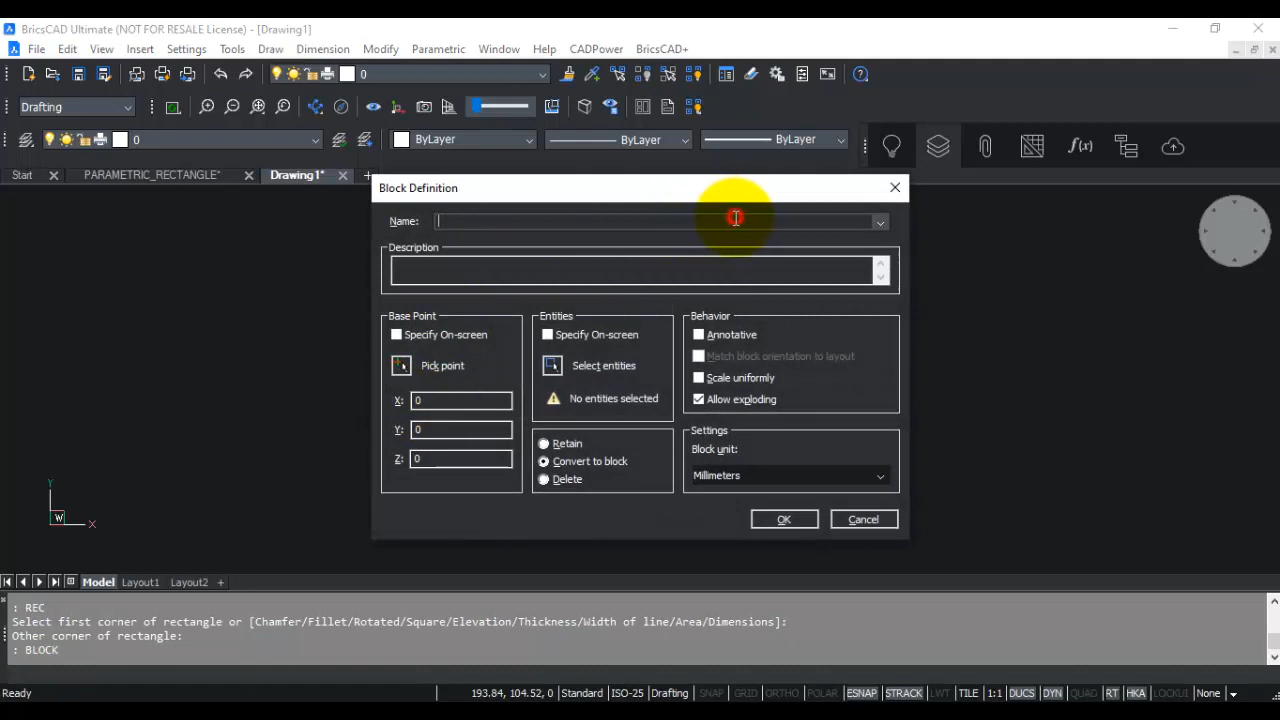 BricsCAD Ultimate (NOT FOR RESALE License) - [Drawing1]
File Edit View Insert Settings Tools Draw Dimension Modify Parametric Window Help CADPower BricsCAD+
0
Drafting
0 ByLayer ByLayer ByLayer f(x)
Start PARAMETRIC_RECTANGLE* Drawing1* +
Block Definition
Name:
Description
Base Point
Specify On-screen
Pick point
X: 0
Y: 0
Z: 0
Entities
Specify On-screen
Select entities
No entities selected
Retain
Convert to block
Delete
Behavior
Annotative
Match block orientation to layout
Scale uniformly
Allow exploding
Settings
Block unit:
Millimeters
OK Cancel
Y
W X
Model Layout1 Layout2 +
: REC
Select first corner of rectangle or [Chamfer/Fillet/Rotated/Square/Elevation/Thickness/Width of line/Area/Dimensions]:
Other corner of rectangle:
: BLOCK
Ready 193.84, 104.52, 0 Standard ISO-25 Drafting SNAP GRID ORTHO POLAR ESNAP STRACK LWT TILE 1:1 DUCS DYN QUAD RT HKA LOCKUI None